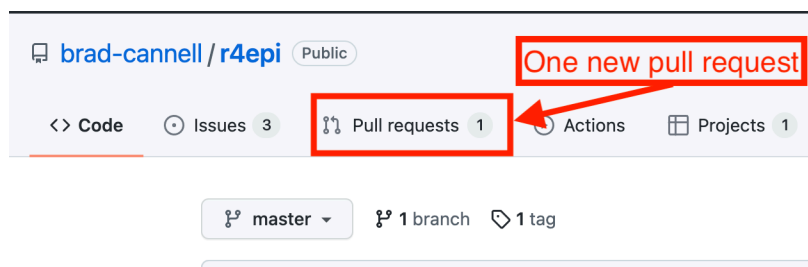 brad-cannell / r4epi Public
One new pull request
<> Code Issues 3 Pull requests 1 Actions Projects 1
master 1 branch 1 tag